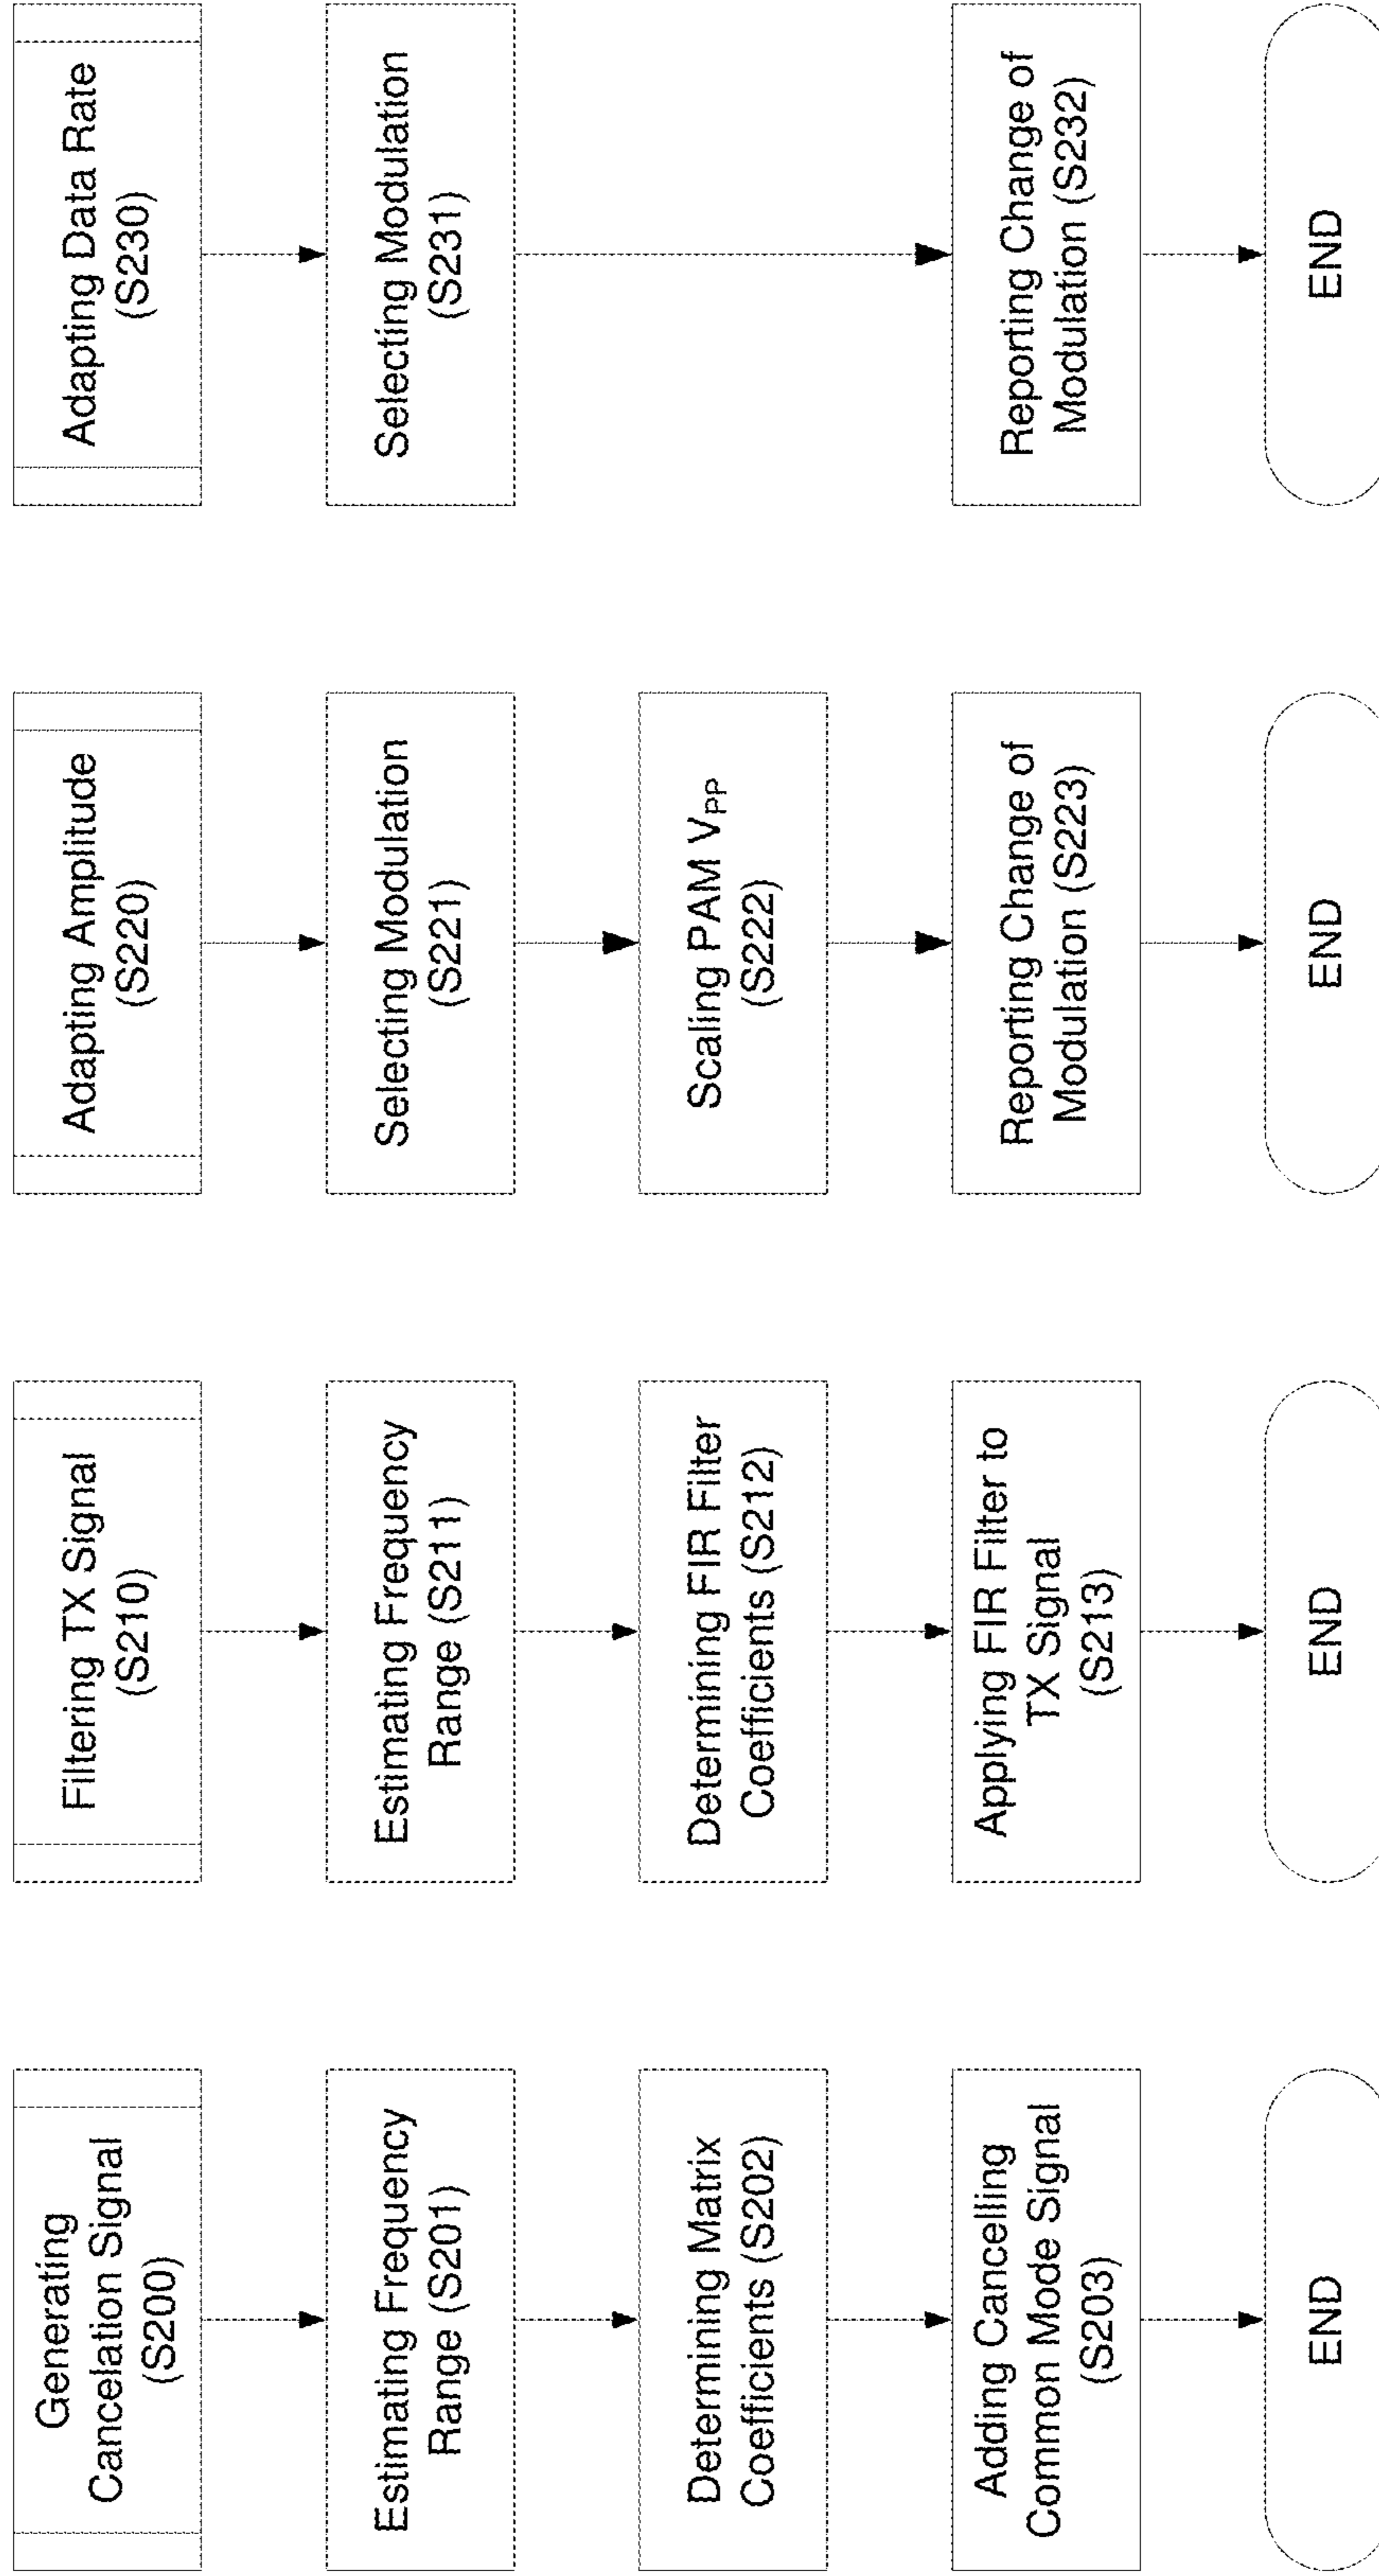 Generating
Cancelation Signal
(S200)
Estimating Frequency
Range (S201)
Determining Matrix
Coefficients (S202)
Adding Cancelling
Common Mode Signal
(S203)
END
Filtering TX Signal
(S210)
Estimating Frequency
Range (S211)
Determining FIR Filter
Coefficients (S212)
Applying FIR Filter to
TX Signal
(S213)
END
Adapting Amplitude
(S220)
Selecting Modulation
(S221)
Scaling PAM VPP
(S222)
Reporting Change of
Modulation (S223)
END
Adapting Data Rate
(S230)
Selecting Modulation
(S231)
Reporting Change of
Modulation (S232)
END